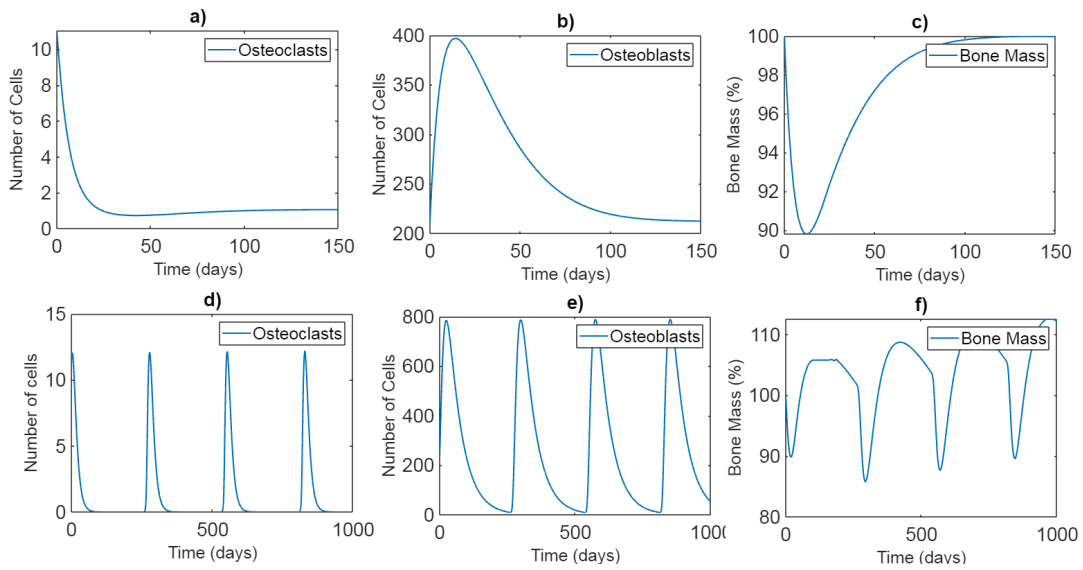 a)
Osteoclasts
Number of Cells
10
8
6
4
2
0
0
50
100
150
Time (days)
b)
Osteoblasts
Number of Cells
400
350
300
250
200
0
50
100
150
Time (days)
c)
Bone Mass
Bone Mass (%)
100
98
96
94
92
90
0
50
100
150
Time (days)
d)
Osteoclasts
Number of cells
15
10
5
0
0
500
1000
Time (days)
e)
Osteoblasts
Number of Cells
800
600
400
200
0
0
500
1000
Time (days)
f)
Bone Mass
Bone Mass (%)
110
100
90
80
0
500
1000
Time (days)